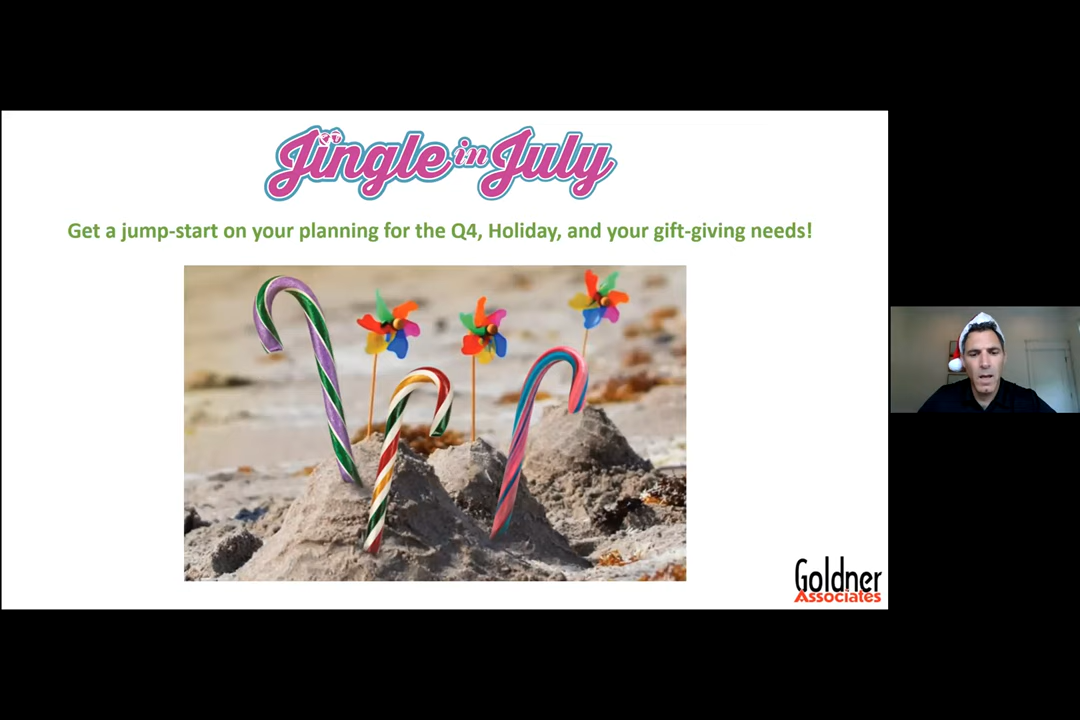 Jingle in July
Get a jump-start on your planning for the Q4, Holiday, and your gift-giving needs!
Goldner
Associates